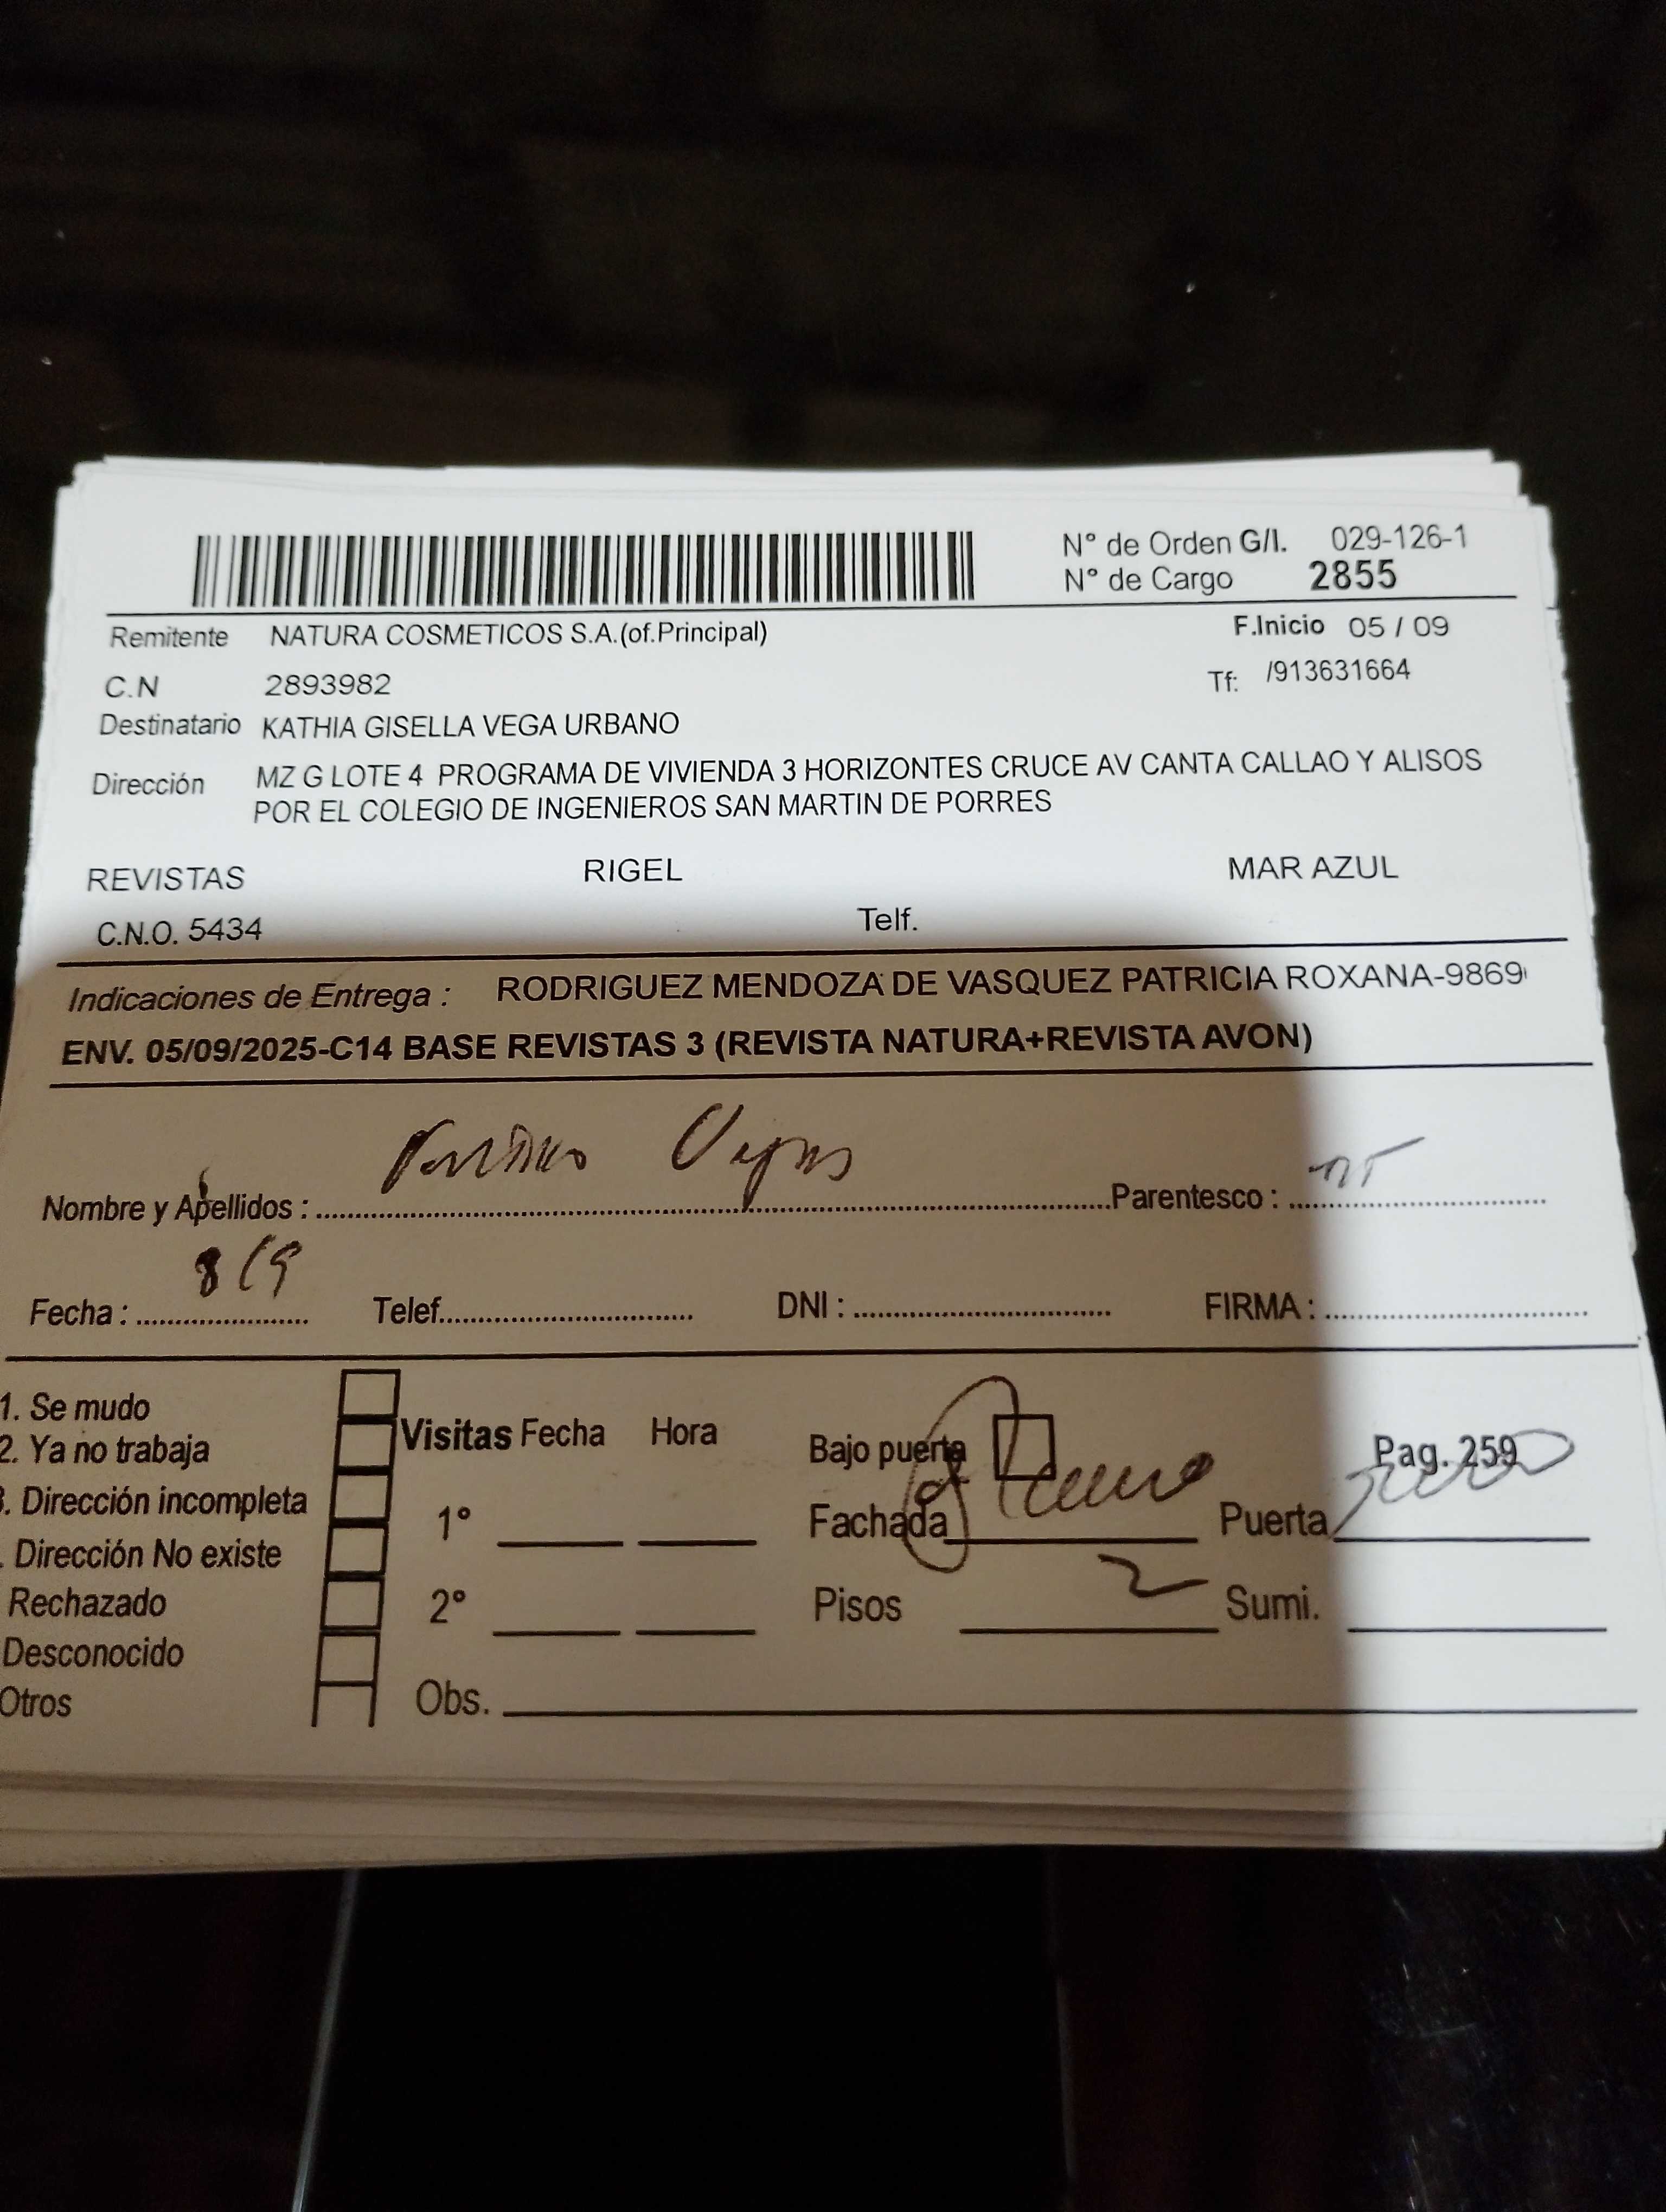 N° de Orden G/I. 029-126-1
N° de Cargo 2855
Remitente NATURA COSMETICOS S.A.(of.Principal) F.Inicio 05 / 09
C.N 2893982 Tf: /913631664
Destinatario KATHIA GISELLA VEGA URBANO
Dirección MZ G LOTE 4 PROGRAMA DE VIVIENDA 3 HORIZONTES CRUCE AV CANTA CALLAO Y ALISOS
POR EL COLEGIO DE INGENIEROS SAN MARTIN DE PORRES
REVISTAS RIGEL MAR AZUL
C.N.O. 5434 Telf.
Indicaciones de Entrega : RODRIGUEZ MENDOZA DE VASQUEZ PATRICIA ROXANA-9869
ENV. 05/09/2025-C14 BASE REVISTAS 3 (REVISTA NATURA+REVISTA AVON)
Nombre y Apellidos : Parentesco :
8/9
Fecha : Telef. DNI : FIRMA :
1. Se mudo
Visitas Fecha Hora Bajo puerta Pag. 259
2. Ya no trabaja
. Dirección incompleta
1° Fachada Puerta
. Dirección No existe
Rechazado 2° Pisos 2 Sumi.
Desconocido
Otros Obs.